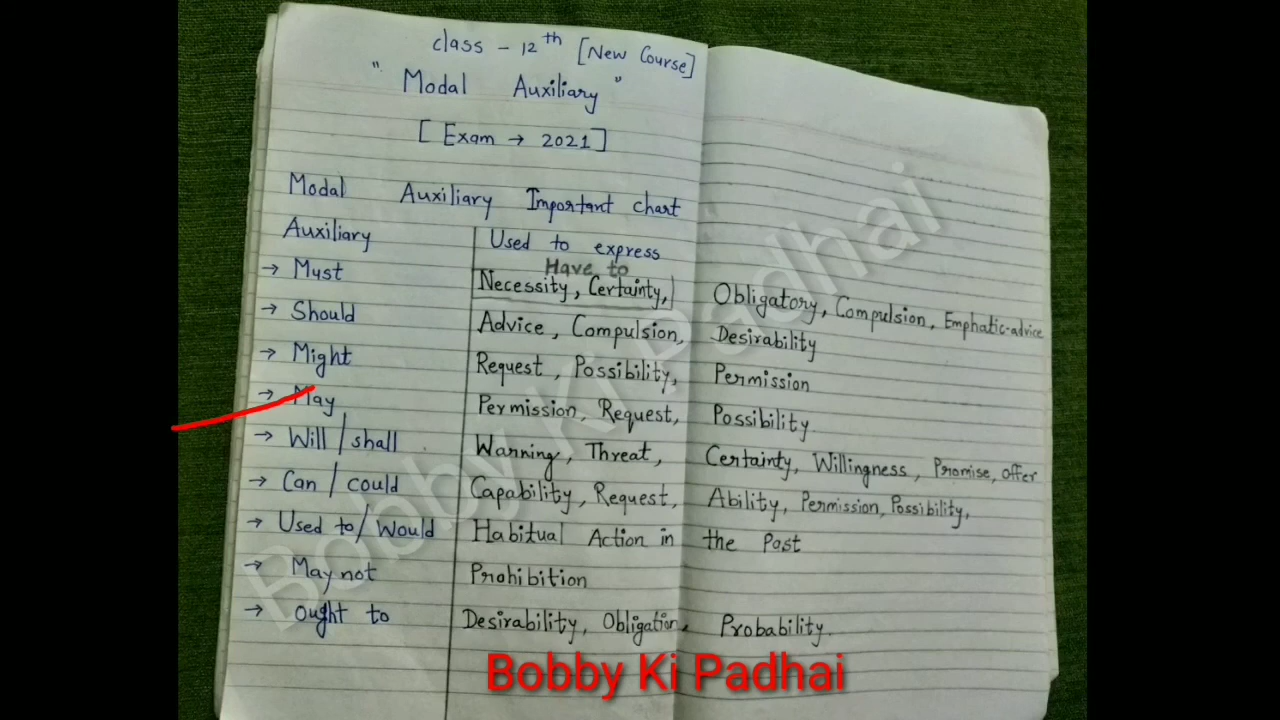 class - 12th [New Course]
" Modal Auxiliary "
[ Exam → 2021 ]
Modal Auxiliary Important chart
Auxiliary Used to express
Have to
→ Must Necessity, Certainty, Obligatory, Compulsion, Emphatic-advice
→ Should Advice, Compulsion, Desirability
→ Might Request, Possibility, Permission
→ May Permission, Request, Possibility
→ Will / shall Warning, Threat, Certainty, Willingness, Promise, offer
→ Can / could Capability, Request, Ability, Permission, Possibility,
→ Used to / Would Habitual Action in the Past
→ May not Prohibition
→ ought to Desirability, Obligation, Probability.
Bobby Ki Padhai
Bobby Ki Padhai